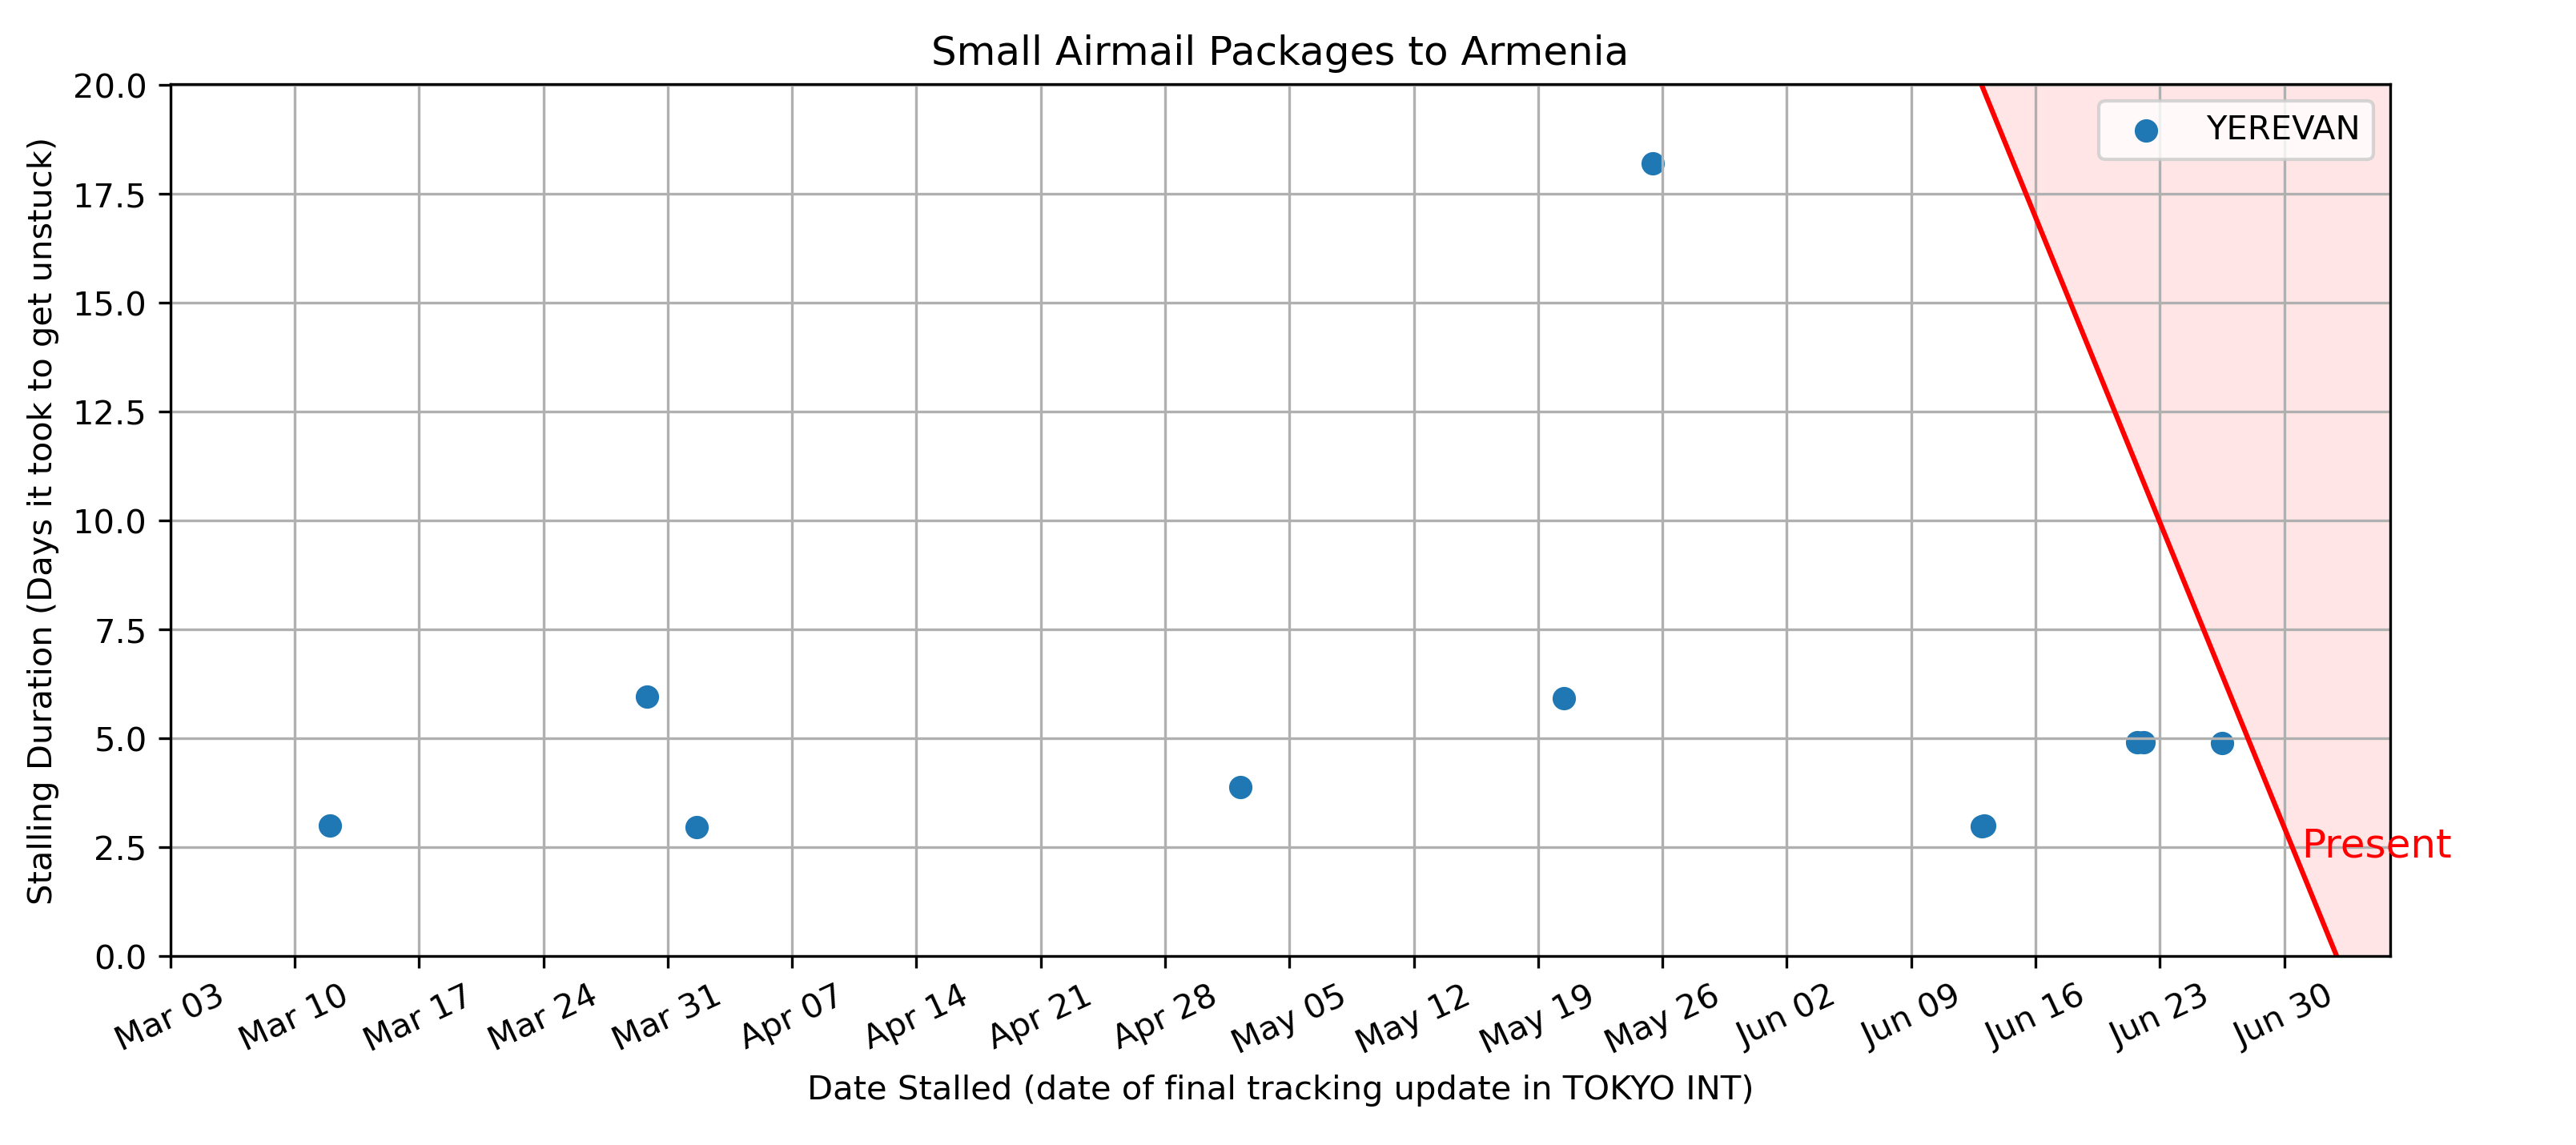 Small Airmail Packages to Armenia
Stalling Duration (Days it took to get unstuck)
20.0
17.5
15.0
12.5
10.0
7.5
5.0
2.5
0.0
YEREVAN
Present
Mar 03
Mar 10
Mar 17
Mar 24
Mar 31
Apr 07
Apr 14
Apr 21
Apr 28
May 05
May 12
May 19
May 26
Jun 02
Jun 09
Jun 16
Jun 23
Jun 30
Date Stalled (date of final tracking update in TOKYO INT)